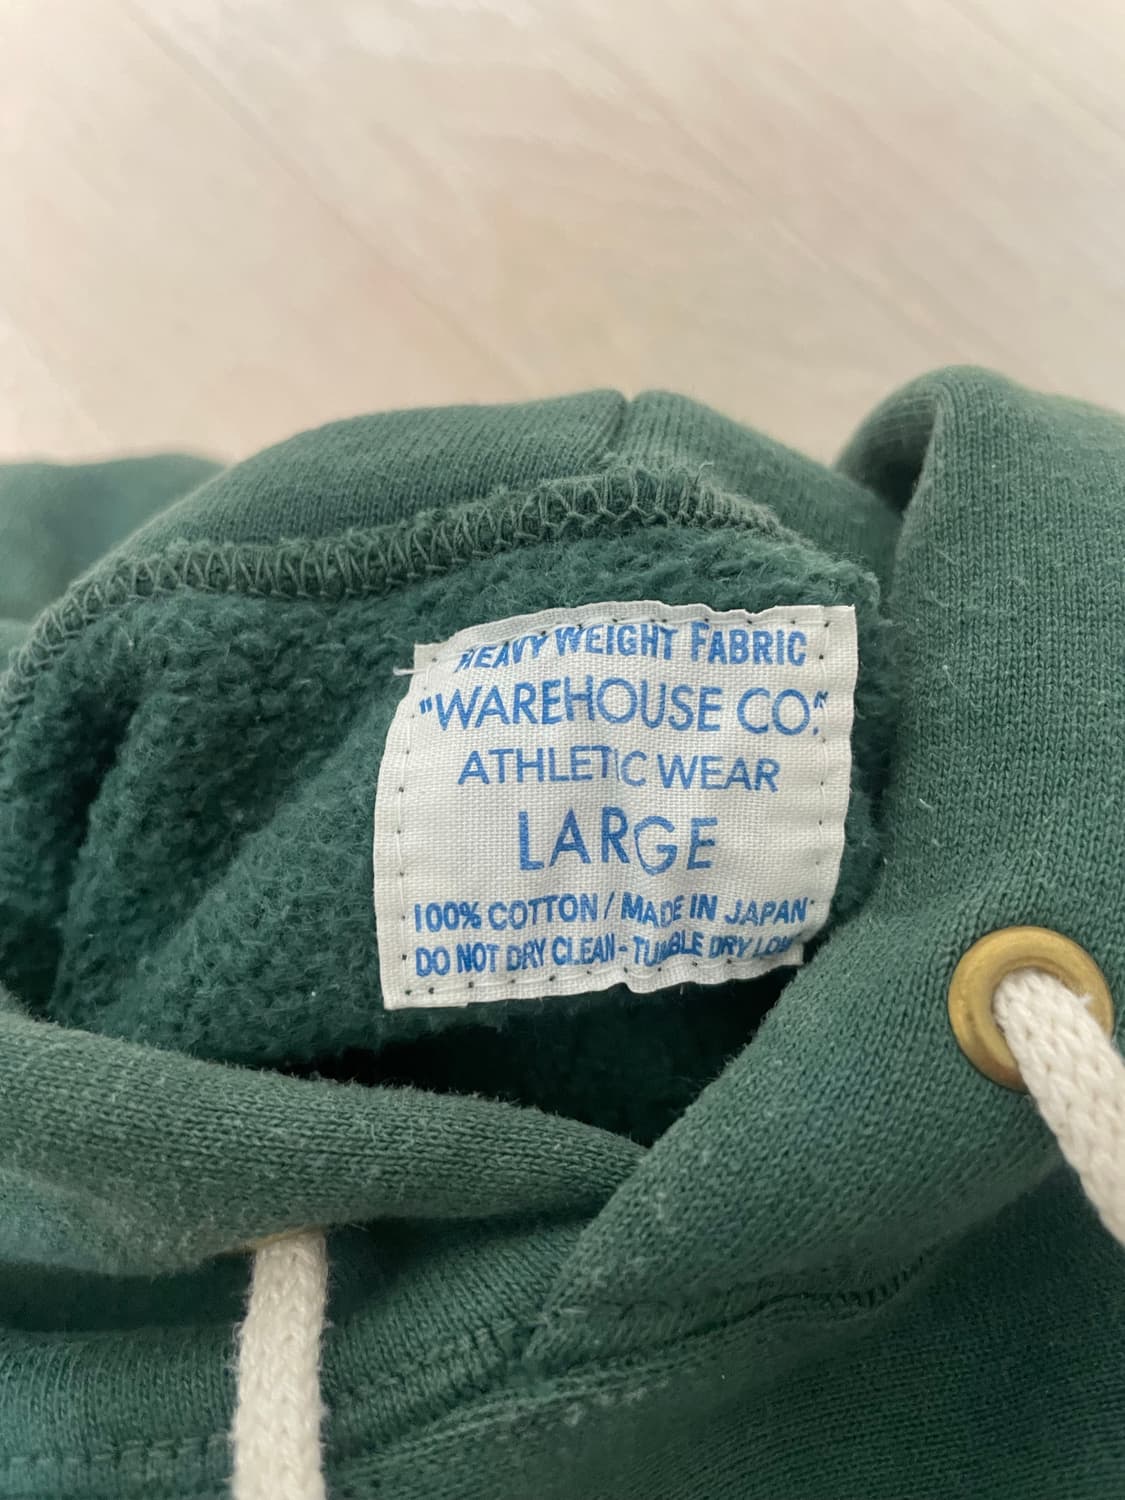 HEAVY WEIGHT FABRIC
"WAREHOUSE CO."
ATHLETIC WEAR
LARGE
100% COTTON / MADE IN JAPAN
DO NOT DRY CLEAN - TUMBLE DRY LOW